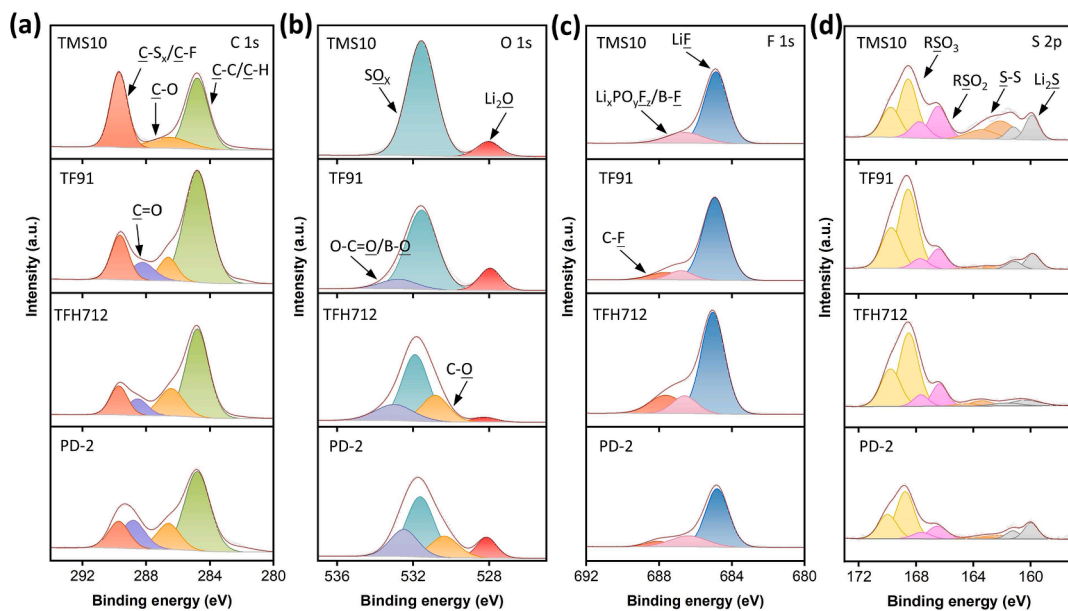 (a)
C 1s
TMS10
C-Sₓ/C-F
C-O
C-C/C-H
TF91
C=O
TFH712
PD-2
Intensity (a.u.)
292 288 284 280
Binding energy (eV)
(b)
O 1s
TMS10
SOₓ
Li₂O
TF91
O-C=O/B-O
TFH712
C-O
PD-2
Intensity (a.u.)
536 532 528
Binding energy (eV)
(c)
F 1s
TMS10
LiF
LiₓPOᵧF_z/B-F
TF91
C-F
TFH712
PD-2
Intensity (a.u.)
692 688 684 680
Binding energy (eV)
(d)
S 2p
TMS10
RSO₃
RSO₂
S-S
Li₂S
TF91
TFH712
PD-2
Intensity (a.u.)
172 168 164 160
Binding energy (eV)